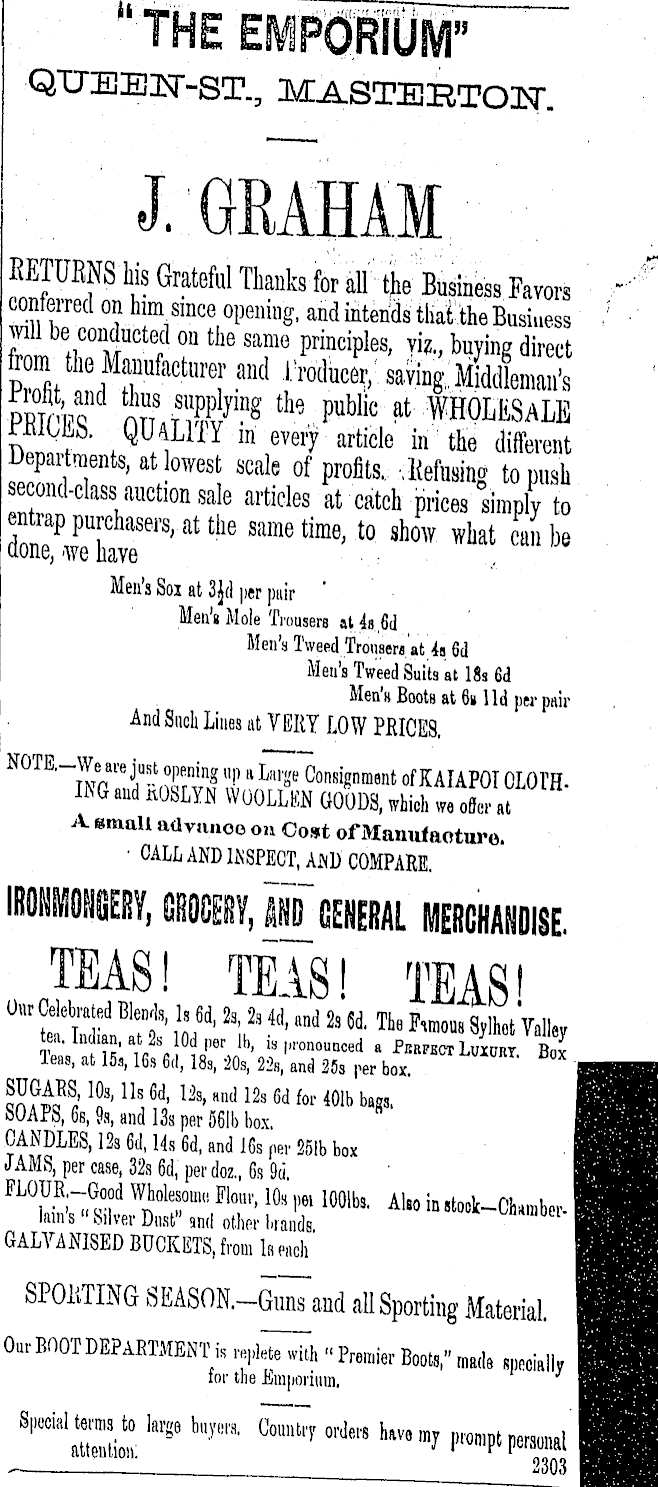 "THE EMPORIUM"
QUEEN-ST., MASTERTON.
J. GRAHAM
RETURNS his Grateful Thanks for all the Business Favors
conferred on him since opening, and intends that the Business
will be conducted on the same principles, viz., buying direct
from the Manufacturer and Producer, saving Middleman's
Profit, and thus supplying the public at WHOLESALE
PRICES. QUALITY in every article in the different
Departments, at lowest scale of profits. Refusing to push
second-class auction sale articles at catch prices simply to
entrap purchasers, at the same time, to show what can be
done, we have
Men's Sox at 3½d per pair
Men's Mole Trousers at 4s 6d
Men's Tweed Trousers at 4s 6d
Men's Tweed Suits at 18s 6d
Men's Boots at 6s 11d per pair
And Such Lines at VERY LOW PRICES.
NOTE.—We are just opening up a Large Consignment of KAIAPOI CLOTH-
ING and ROSLYN WOOLLEN GOODS, which we offer at
A small advance on Cost of Manufacture.
CALL AND INSPECT, AND COMPARE.
IRONMONGERY, GROCERY, AND GENERAL MERCHANDISE.
TEAS! TEAS! TEAS!
Our Celebrated Blends, 1s 6d, 2s, 2s 4d, and 2s 6d. The Famous Sylhet Valley
tea. Indian, at 2s 10d per lb, is pronounced a PERFECT LUXURY. Box
Teas, at 15s, 16s 6d, 18s, 20s, 22s, and 25s per box.
SUGARS, 10s, 11s 6d, 12s, and 12s 6d for 40lb bags.
SOAPS, 6s, 9s, and 13s per 56lb box.
CANDLES, 12s 6d, 14s 6d, and 16s per 25lb box
JAMS, per case, 32s 6d, per doz., 6s 9d.
FLOUR.—Good Wholesome Flour, 10s per 100lbs. Also in stock—Chamber-
lain's "Silver Dust" and other brands.
GALVANISED BUCKETS, from 1s each
SPORTING SEASON.—Guns and all Sporting Material.
Our BOOT DEPARTMENT is replete with "Premier Boots," made specially
for the Emporium.
Special terms to large buyers. Country orders have my prompt personal
attention.
2303